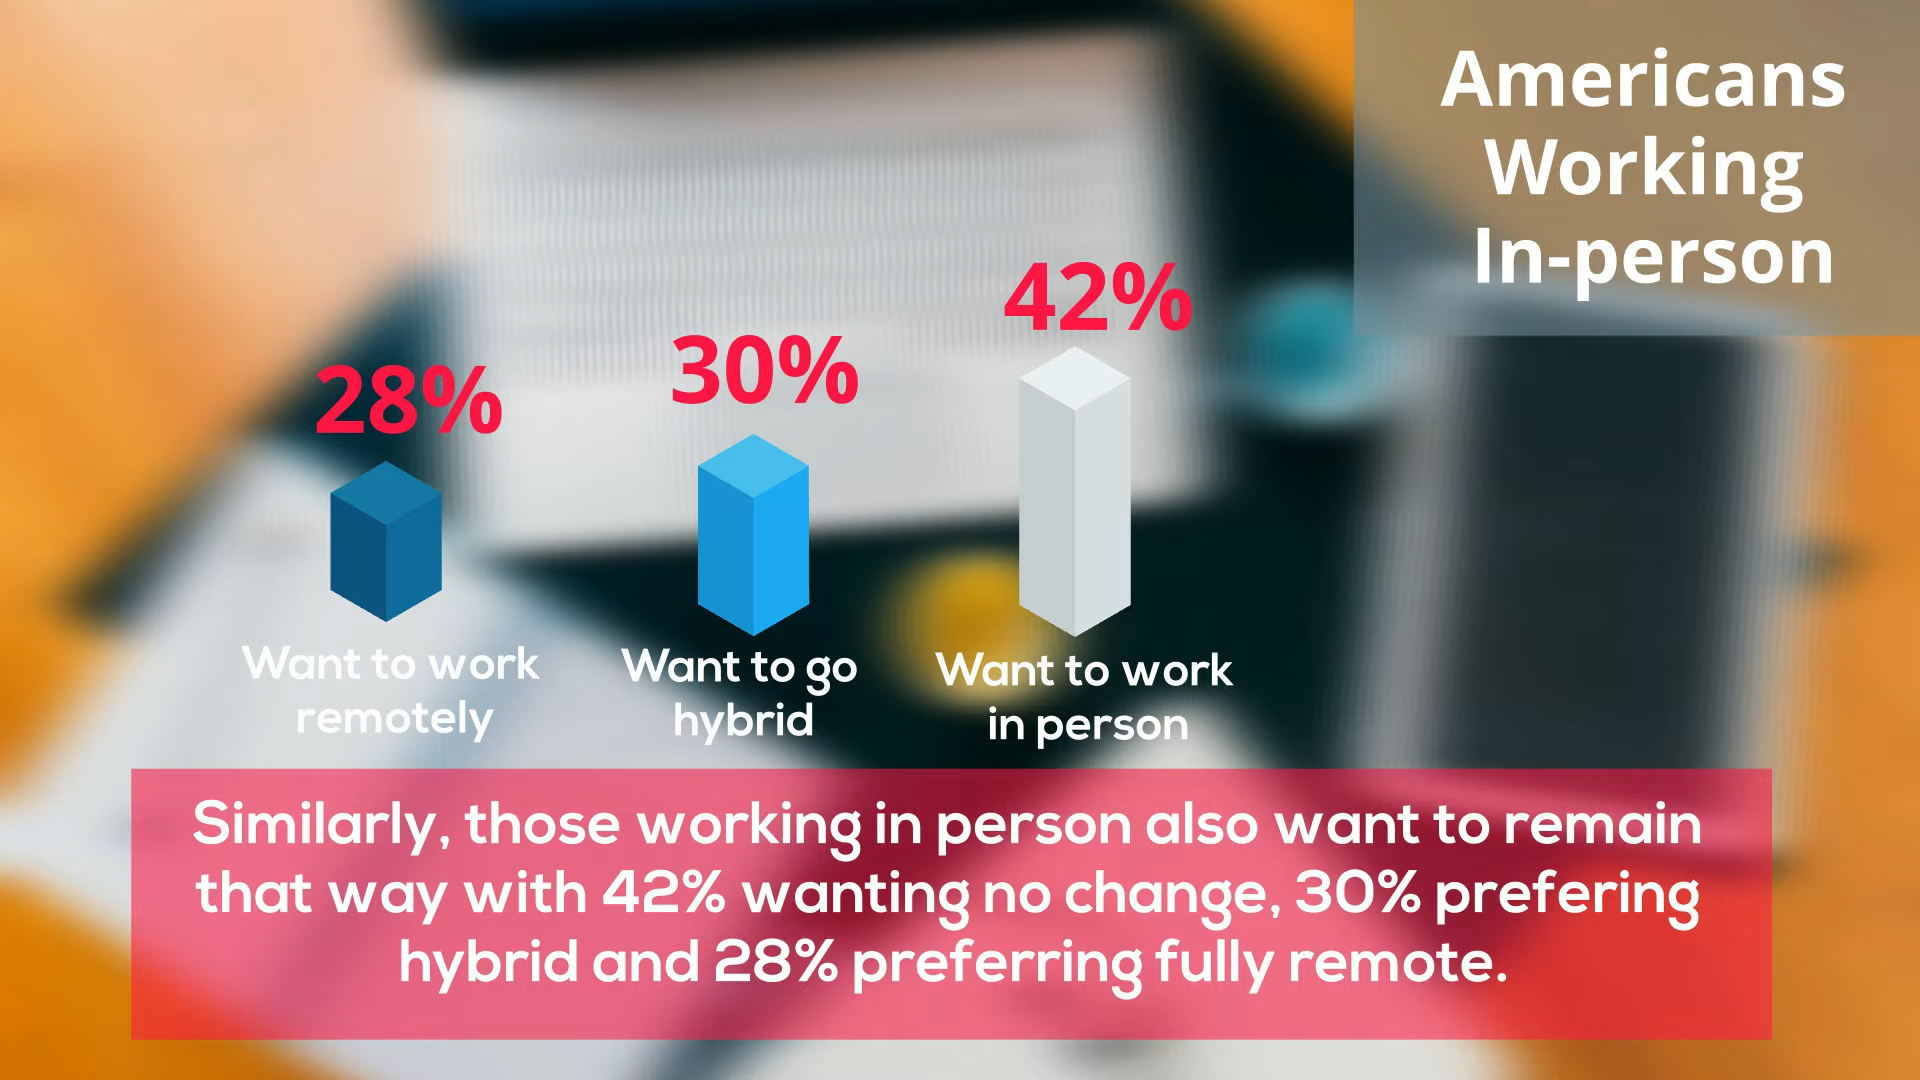 Americans
Working
In-person
28%
30%
42%
Want to work
remotely
Want to go
hybrid
Want to work
in person
Similarly, those working in person also want to remain
that way with 42% wanting no change, 30% prefering
hybrid and 28% preferring fully remote.